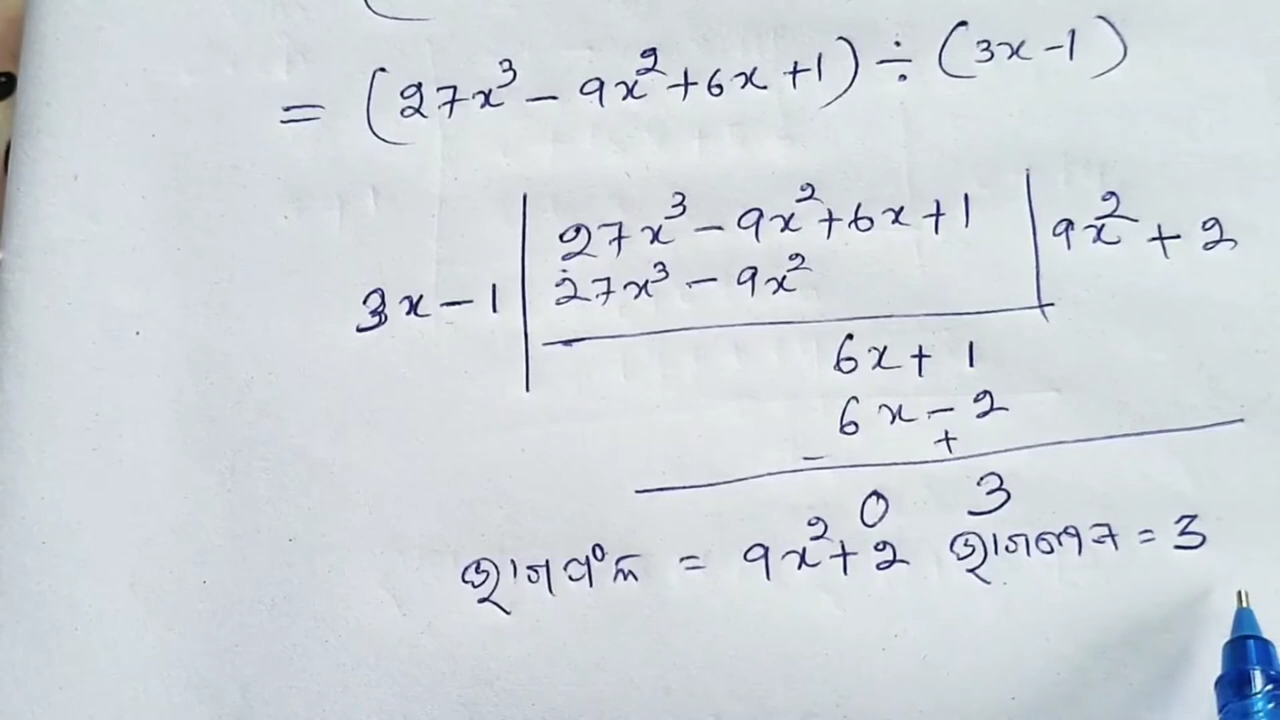 = (27x³ - 9x² + 6x + 1) ÷ (3x - 1)
3x - 1 | 27x³ - 9x² + 6x + 1 | 9x² + 2
27x³ - 9x²
6x + 1
6x - 2
- +
0 3
ଭାଗଫଳ = 9x² + 2 ଭାଗଶେଷ = 3